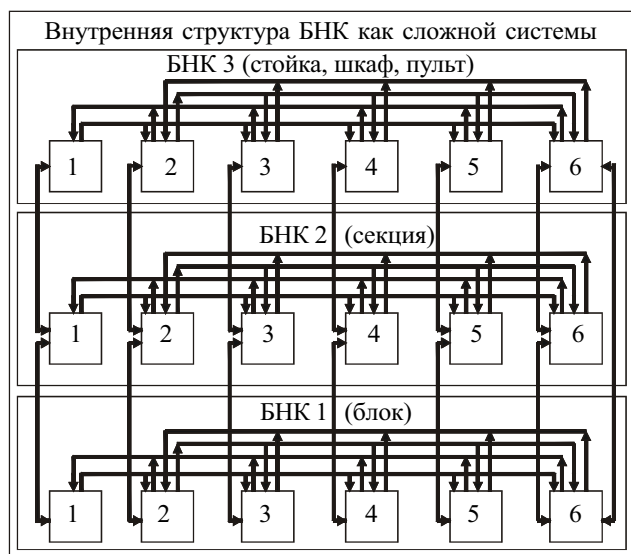 Внутренняя структура БНК как сложной системы
БНК 3 (стойка, шкаф, пульт)
1 2 3 4 5 6
БНК 2 (секция)
1 2 3 4 5 6
БНК 1 (блок)
1 2 3 4 5 6